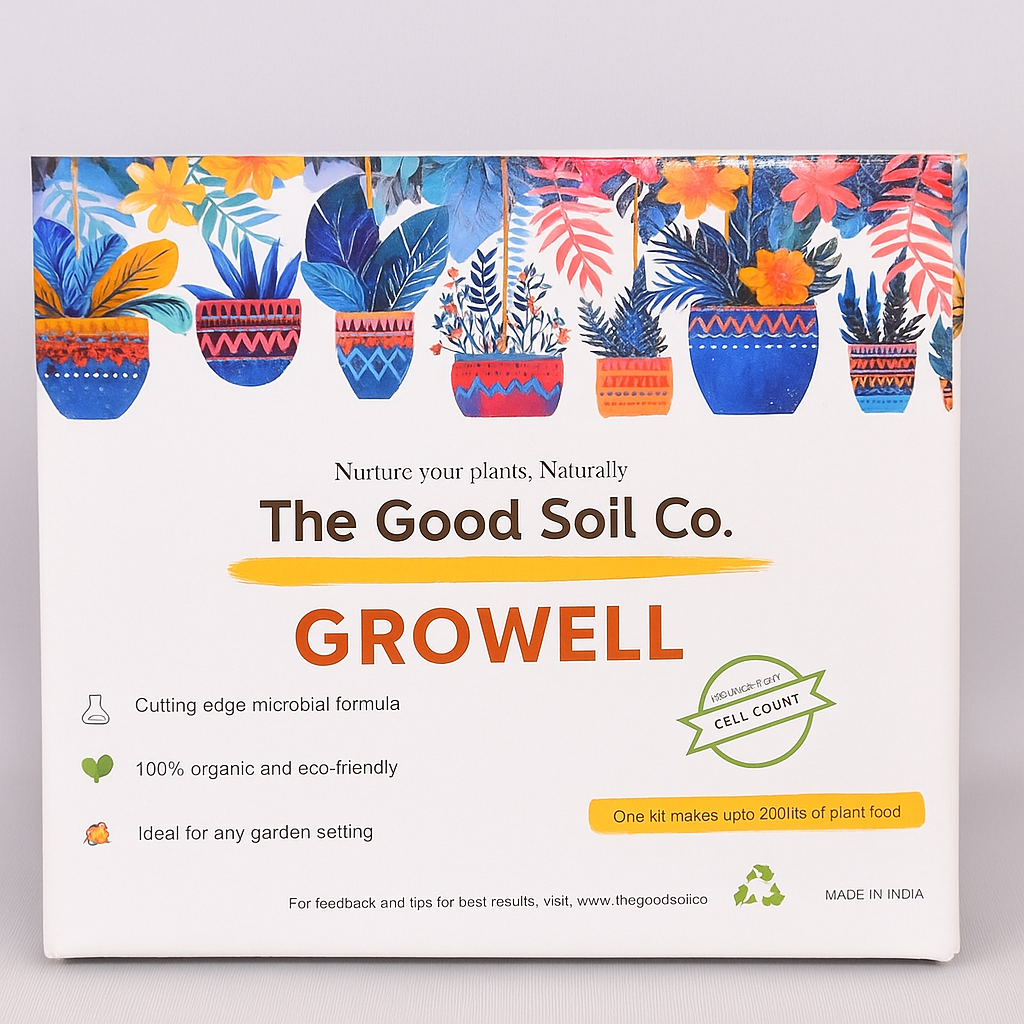 Nurture your plants, Naturally
The Good Soil Co.
GROWELL
Cutting edge microbial formula
100% organic and eco-friendly
Ideal for any garden setting
CELL COUNT
One kit makes upto 200lits of plant food
For feedback and tips for best results, visit, www.thegoodsoiico
MADE IN INDIA